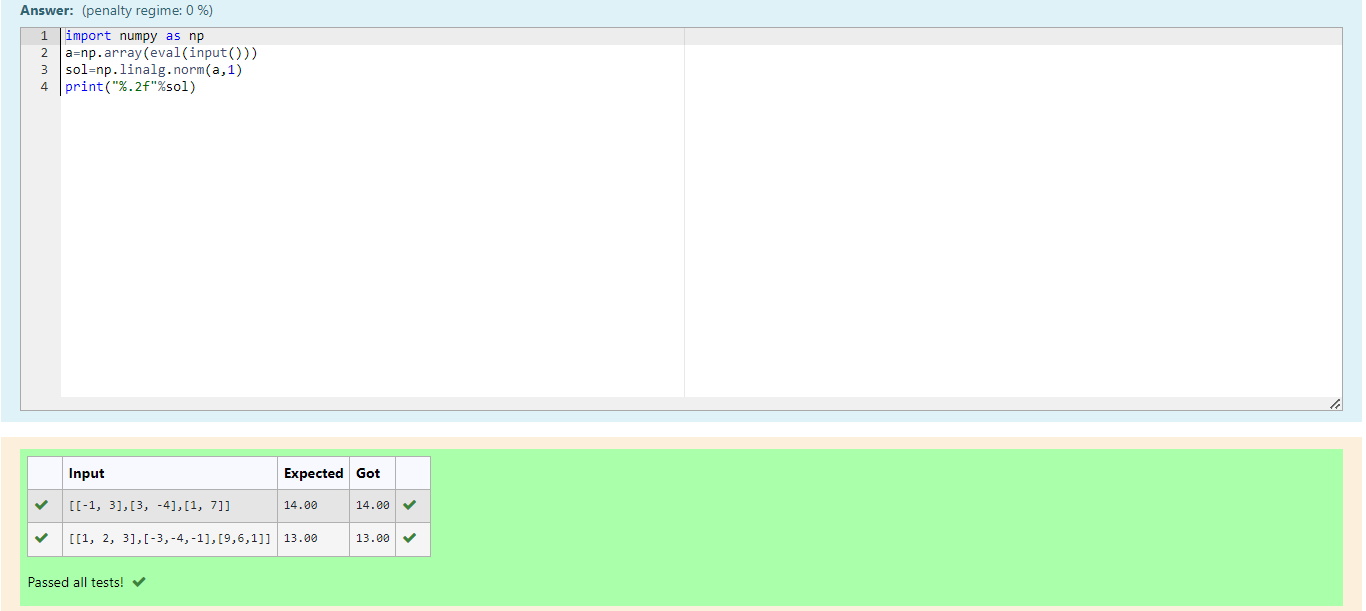 Answer: (penalty regime: 0 %)
1 import numpy as np
2 a=np.array(eval(input()))
3 sol=np.linalg.norm(a,1)
4 print("%.2f"%sol)
Input Expected Got
[[-1, 3],[3, -4],[1, 7]] 14.00 14.00
[[1, 2, 3],[-3,-4,-1],[9,6,1]] 13.00 13.00
Passed all tests!